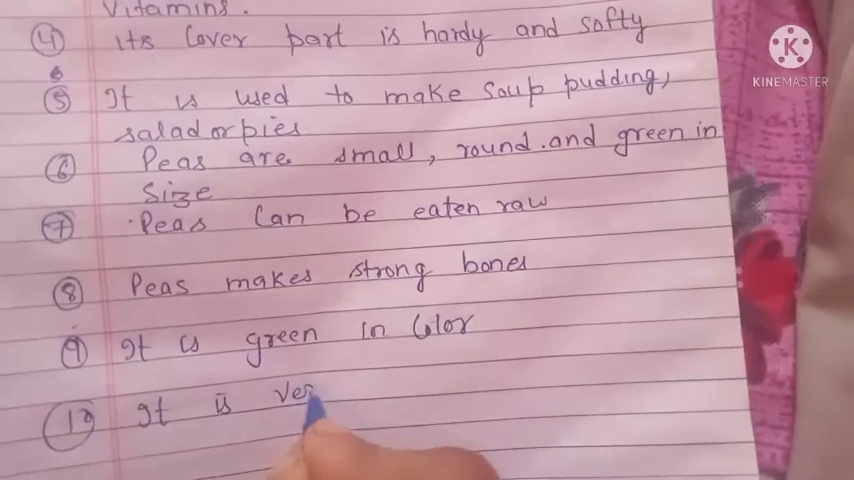 vitamins.
④ its Cover part is hardy and softy
⑤ It is used to make soup pudding,
salad or pies
⑥ Peas are small, round and green in
size
⑦ Peas Can be eaten raw
⑧ Peas makes strong bones
⑨ It is green in Color
⑩ It is ver
K
KINEMASTER